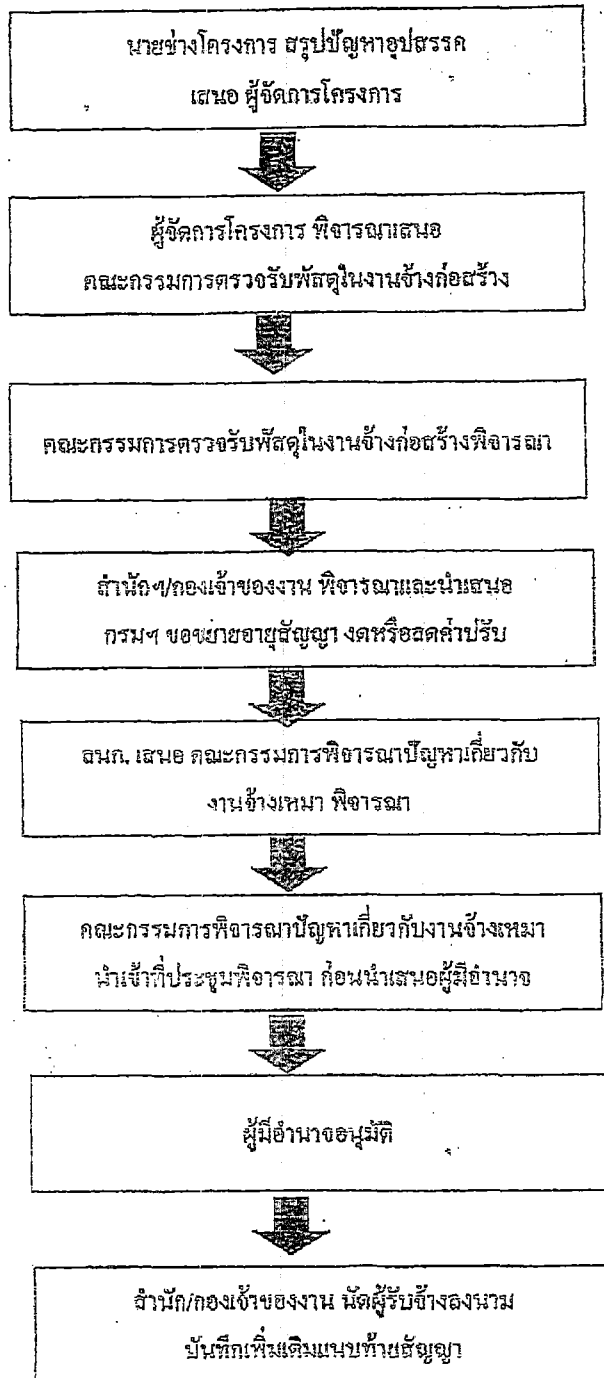 นายช่างโครงการ สรุปปัญหาอุปสรรค
เสนอ ผู้จัดการโครงการ
ผู้จัดการโครงการ พิจารณาเสนอ
คณะกรรมการตรวจรับพัสดุในงานจ้างก่อสร้าง
คณะกรรมการตรวจรับพัสดุในงานจ้างก่อสร้างพิจารณา
สำนักฯ/กองเจ้าของงาน พิจารณาและนำเสนอ
กรมฯ ขอขยายอายุสัญญา งดหรือลดค่าปรับ
ลนก. เสนอ คณะกรรมการพิจารณาปัญหาเกี่ยวกับ
งานจ้างเหมา พิจารณา
คณะกรรมการพิจารณาปัญหาเกี่ยวกับงานจ้างเหมา
นำเข้าที่ประชุมพิจารณา ก่อนนำเสนอผู้มีอำนาจ
ผู้มีอำนาจอนุมัติ
สำนัก/กองเจ้าของงาน นัดผู้รับจ้างลงนาม
บันทึกเพิ่มเติมแนบท้ายสัญญา